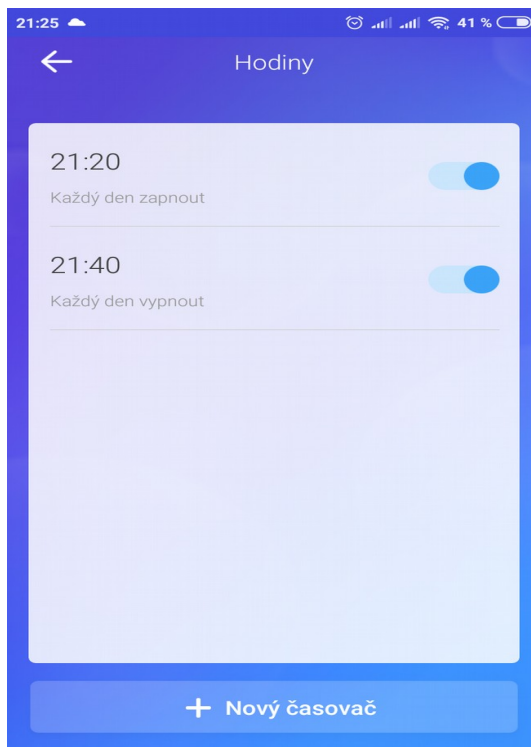 21:25 41 %
Hodiny
21:20
Každý den zapnout
21:40
Každý den vypnout
+ Nový časovač